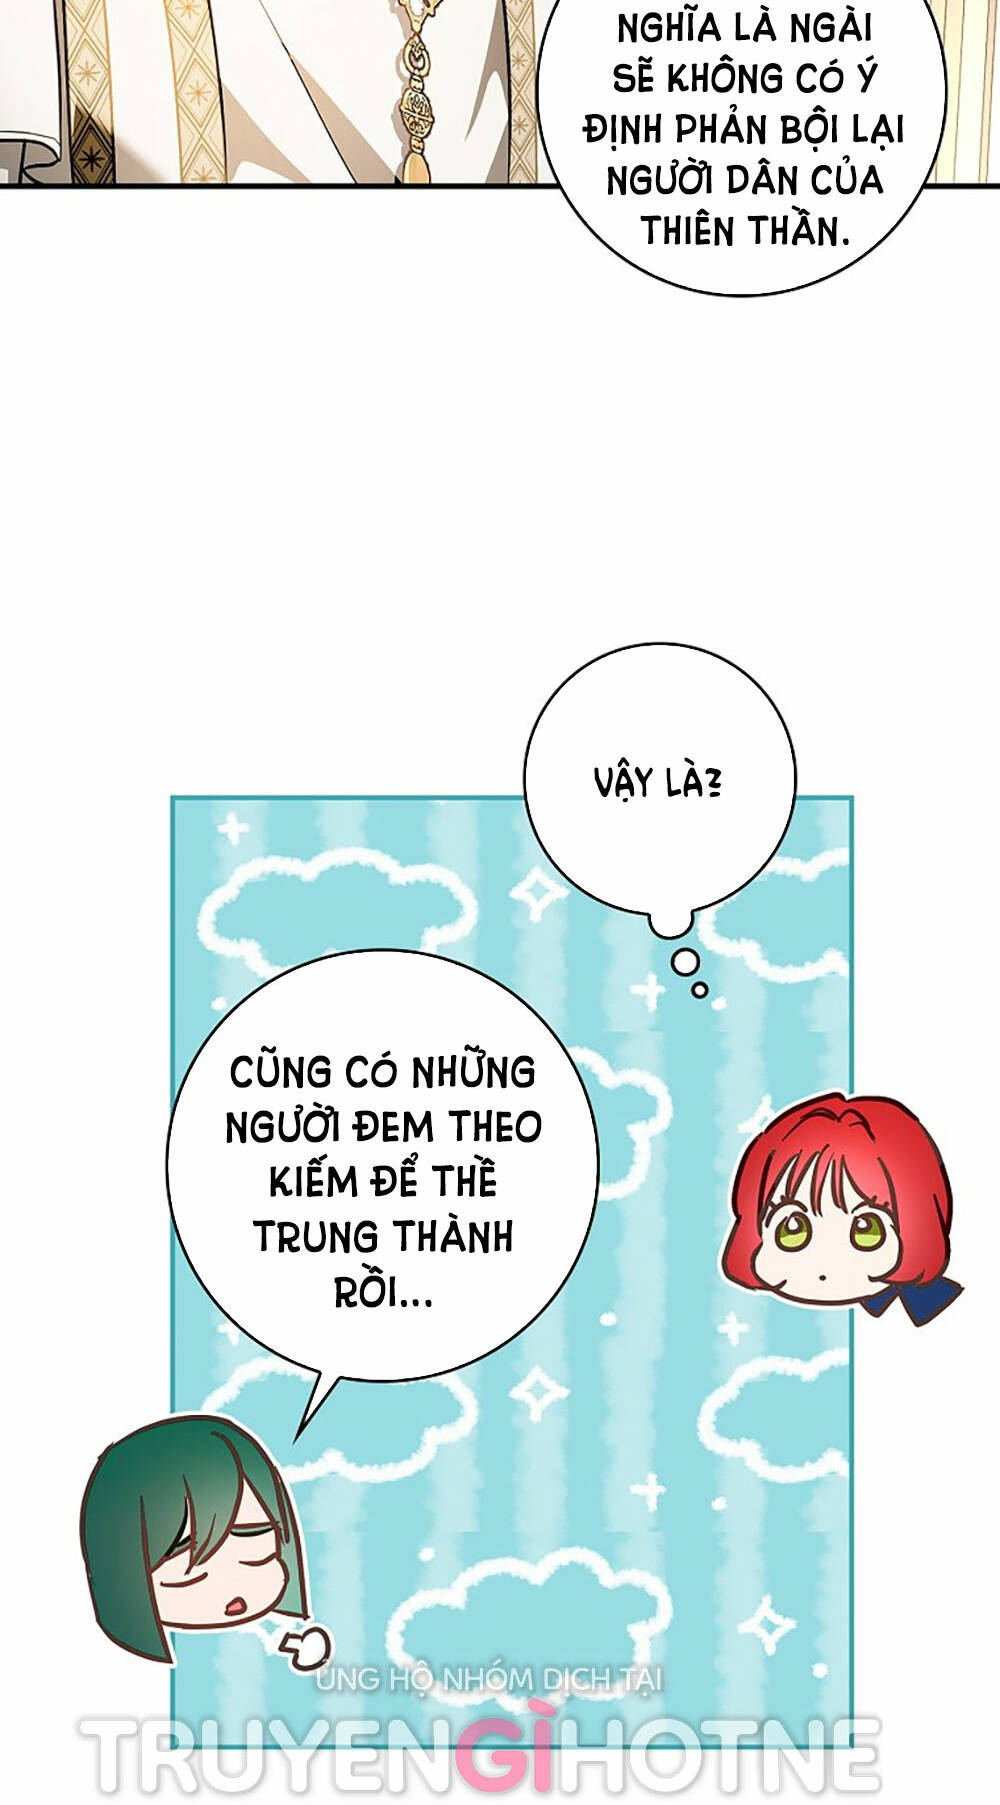 NGHĨA LÀ NGÀI
SẼ KHÔNG CÓ Ý
ĐỊNH PHẢN BỘI LẠI
NGƯỜI DÂN CỦA
THIÊN THẦN.
VẬY LÀ?
CŨNG CÓ NHỮNG
NGƯỜI ĐEM THEO
KIẾM ĐỂ THỀ
TRUNG THÀNH
RỒI...
ỦNG HỘ NHÓM DỊCH TẠI
TRUYENGÌHOTNE